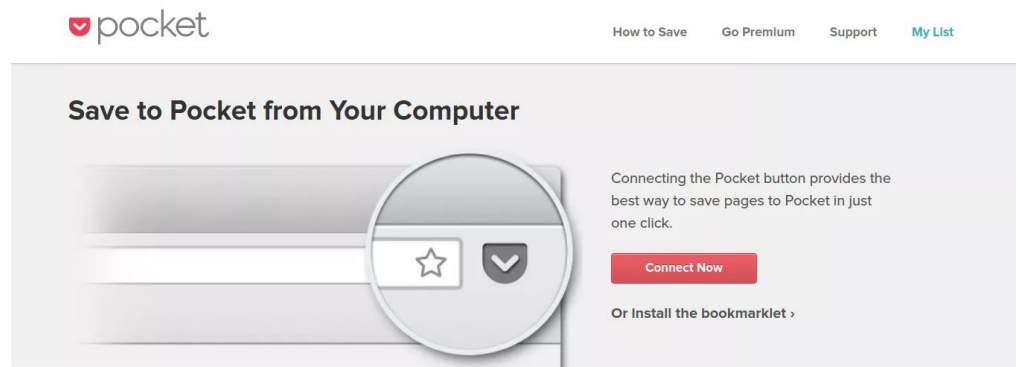 pocket
How to Save
Go Premium
Support
My List
Save to Pocket from Your Computer
Connecting the Pocket button provides the
best way to save pages to Pocket in just
one click.
Connect Now
Or install the bookmarklet ›